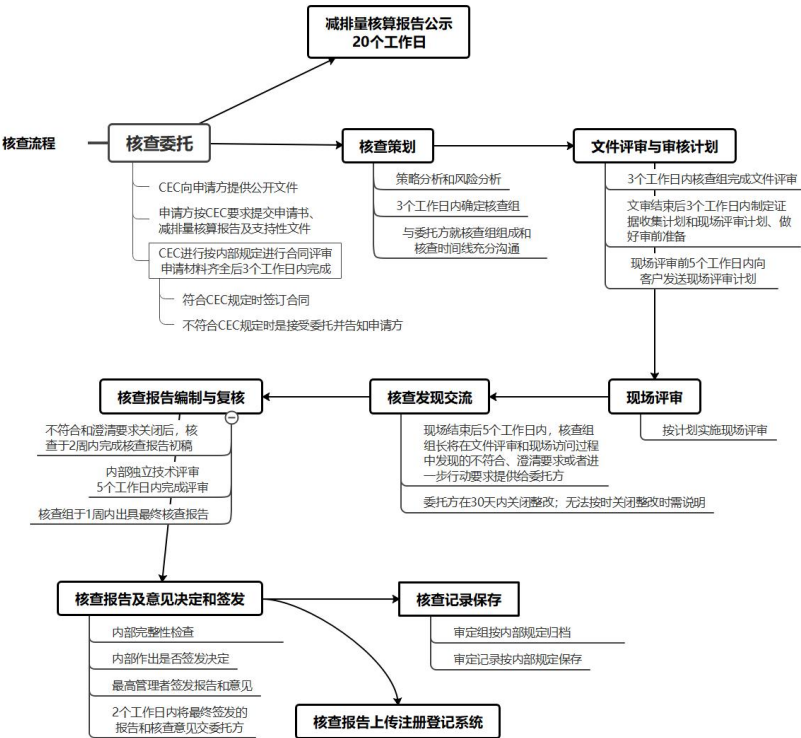 减排量核算报告公示
20个工作日
核查流程
核查委托
CEC向申请方提供公开文件
申请方按CEC要求提交申请书、
减排量核算报告及支持性文件
CEC进行按内部规定进行合同评审
申请材料齐全后3个工作日内完成
符合CEC规定时签订合同
不符合CEC规定时是接受委托并告知申请方
核查策划
策略分析和风险分析
3个工作日内确定核查组
与委托方就核查组组成和
核查时间线充分沟通
文件评审与审核计划
3个工作日内核查组完成文件评审
文审结束后3个工作日内制定证
据收集计划和现场评审计划、做
好审前准备
现场评审前5个工作日内向
客户发送现场评审计划
现场评审
按计划实施现场评审
核查发现交流
现场结束后5个工作日内，核查组
组长将在文件评审和现场访问过程
中发现的不符合、澄清要求或者进
一步行动要求提供给委托方
委托方在30天内关闭整改；无法按时关闭整改时需说明
核查报告编制与复核
不符合和澄清要求关闭后，核
查于2周内完成核查报告初稿
内部独立技术评审
5个工作日内完成评审
核查组于1周内出具最终核查报告
核查报告及意见决定和签发
内部完整性检查
内部作出是否签发决定
最高管理者签发报告和意见
2个工作日内将最终签发的
报告和核查意见交委托方
核查记录保存
审定组按内部规定归档
审定记录按内部规定保存
核查报告上传注册登记系统